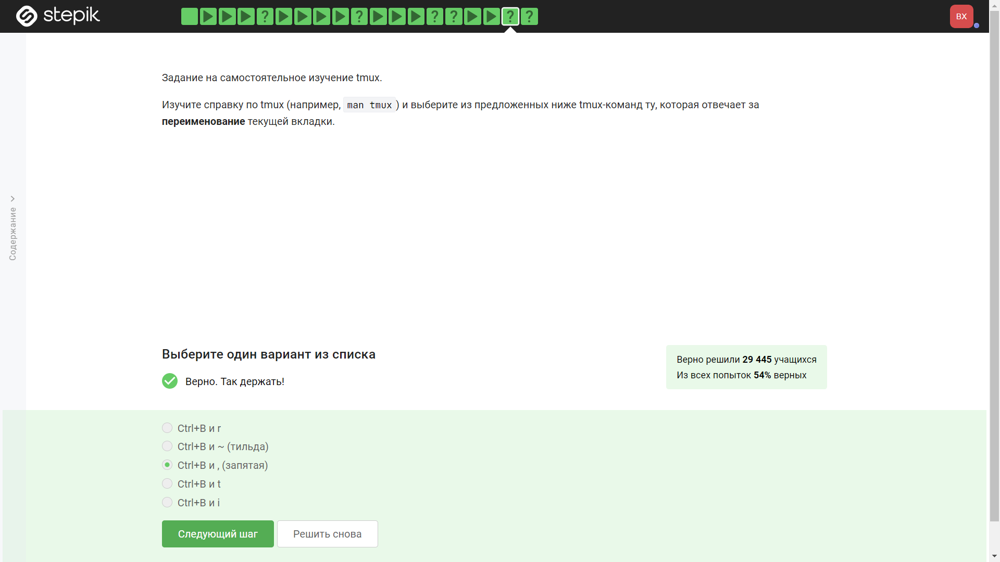 stepik
? ? ? ? ? ?
BX
Задание на самостоятельное изучение tmux.
Изучите справку по tmux (например, man tmux) и выберите из предложенных ниже tmux-команд ту, которая отвечает за
переименование текущей вкладки.
Содержание
Выберите один вариант из списка
Верно. Так держать!
Верно решили 29 445 учащихся
Из всех попыток 54% верных
Ctrl+B и r
Ctrl+B и ~ (тильда)
Ctrl+B и , (запятая)
Ctrl+B и t
Ctrl+B и i
Следующий шаг
Решить снова